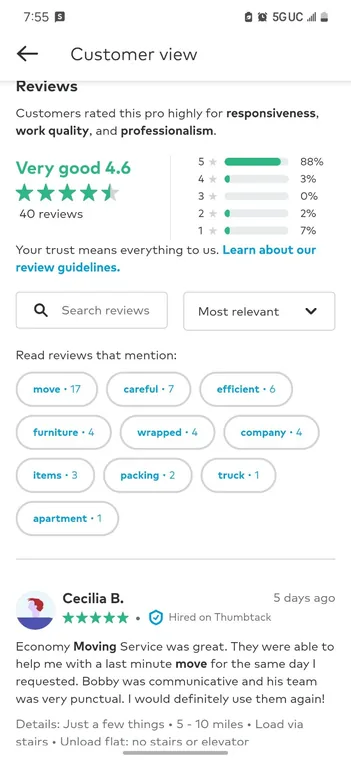 7:55 S 5G UC
Customer view
Reviews
Customers rated this pro highly for responsiveness,
work quality, and professionalism.
Very good 4.6
40 reviews
5 88%
4 3%
3 0%
2 2%
1 7%
Your trust means everything to us. Learn about our
review guidelines.
Search reviews
Most relevant
Read reviews that mention:
move • 17
careful • 7
efficient • 6
furniture • 4
wrapped • 4
company • 4
items • 3
packing • 2
truck • 1
apartment • 1
Cecilia B. 5 days ago
• Hired on Thumbtack
Economy Moving Service was great. They were able to
help me with a last minute move for the same day I
requested. Bobby was communicative and his team
was very punctual. I would definitely use them again!
Details: Just a few things • 5 - 10 miles • Load via
stairs • Unload flat: no stairs or elevator